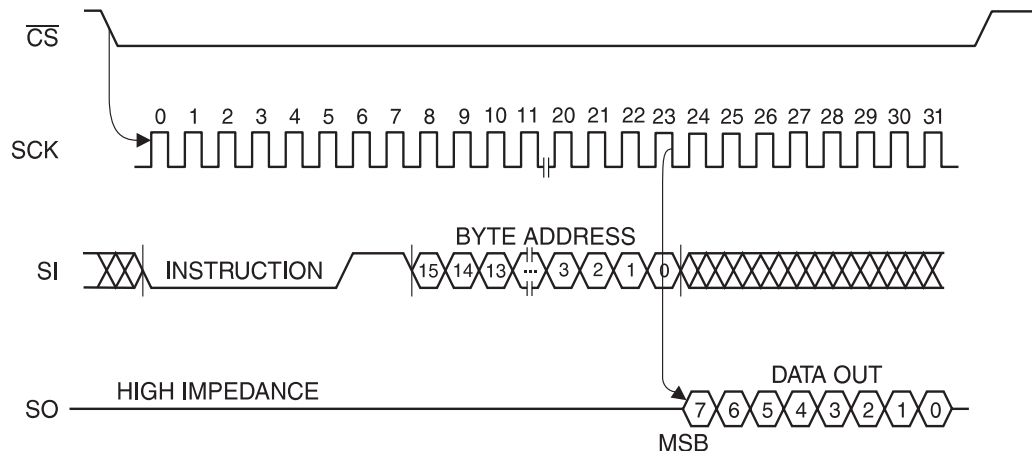 CS
0 1 2 3 4 5 6 7 8 9 10 11 20 21 22 23 24 25 26 27 28 29 30 31
SCK
BYTE ADDRESS
SI INSTRUCTION 15 14 13 ... 3 2 1 0
HIGH IMPEDANCE DATA OUT
SO 7 6 5 4 3 2 1 0
MSB